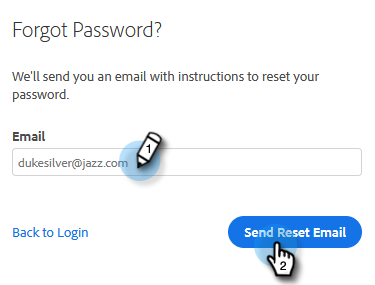 Forgot Password?
We'll send you an email with instructions to reset your
password.
Email
dukesilver@jazz.com
1
Back to Login
Send Reset Email
2